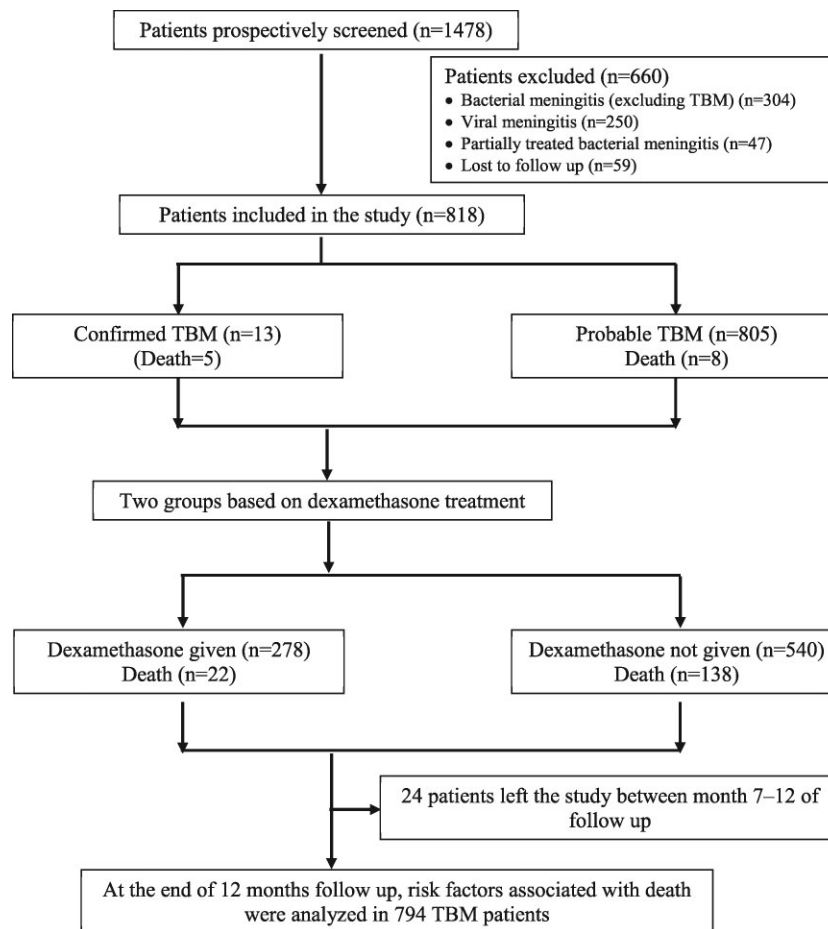 Patients prospectively screened (n=1478)
Patients excluded (n=660)
• Bacterial meningitis (excluding TBM) (n=304)
• Viral meningitis (n=250)
• Partially treated bacterial meningitis (n=47)
• Lost to follow up (n=59)
Patients included in the study (n=818)
Confirmed TBM (n=13)
(Death=5)
Probable TBM (n=805)
Death (n=8)
Two groups based on dexamethasone treatment
Dexamethasone given (n=278)
Death (n=22)
Dexamethasone not given (n=540)
Death (n=138)
24 patients left the study between month 7–12 of
follow up
At the end of 12 months follow up, risk factors associated with death
were analyzed in 794 TBM patients